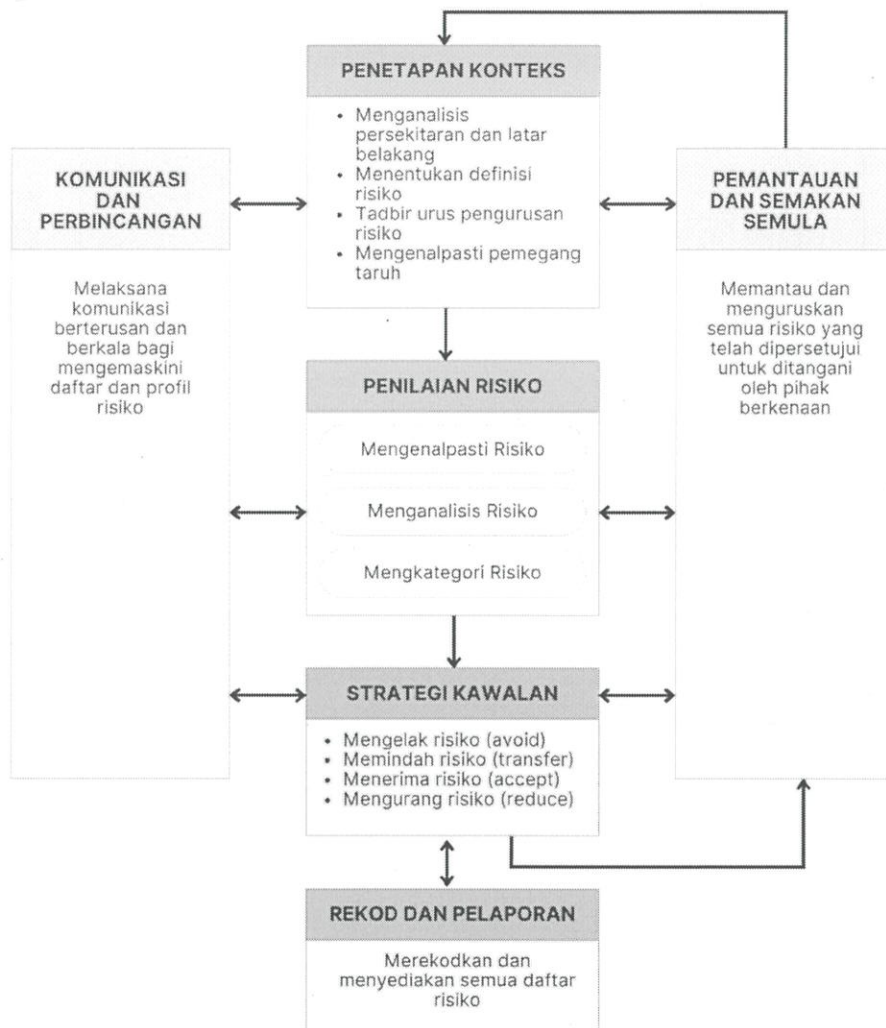 PENETAPAN KONTEKS
• Menganalisis
persekitaran dan latar
belakang
• Menentukan definisi
risiko
• Tadbir urus pengurusan
risiko
• Mengenalpasti pemegang
taruh
KOMUNIKASI
DAN
PERBINCANGAN
Melaksana
komunikasi
berterusan dan
berkala bagi
mengemaskini
daftar dan profil
risiko
PEMANTAUAN
DAN SEMAKAN
SEMULA
Memantau dan
menguruskan
semua risiko yang
telah dipersetujui
untuk ditangani
oleh pihak
berkenaan
PENILAIAN RISIKO
Mengenalpasti Risiko
Menganalisis Risiko
Mengkategori Risiko
STRATEGI KAWALAN
• Mengelak risiko (avoid)
• Memindah risiko (transfer)
• Menerima risiko (accept)
• Mengurang risiko (reduce)
REKOD DAN PELAPORAN
Merekodkan dan
menyediakan semua daftar
risiko